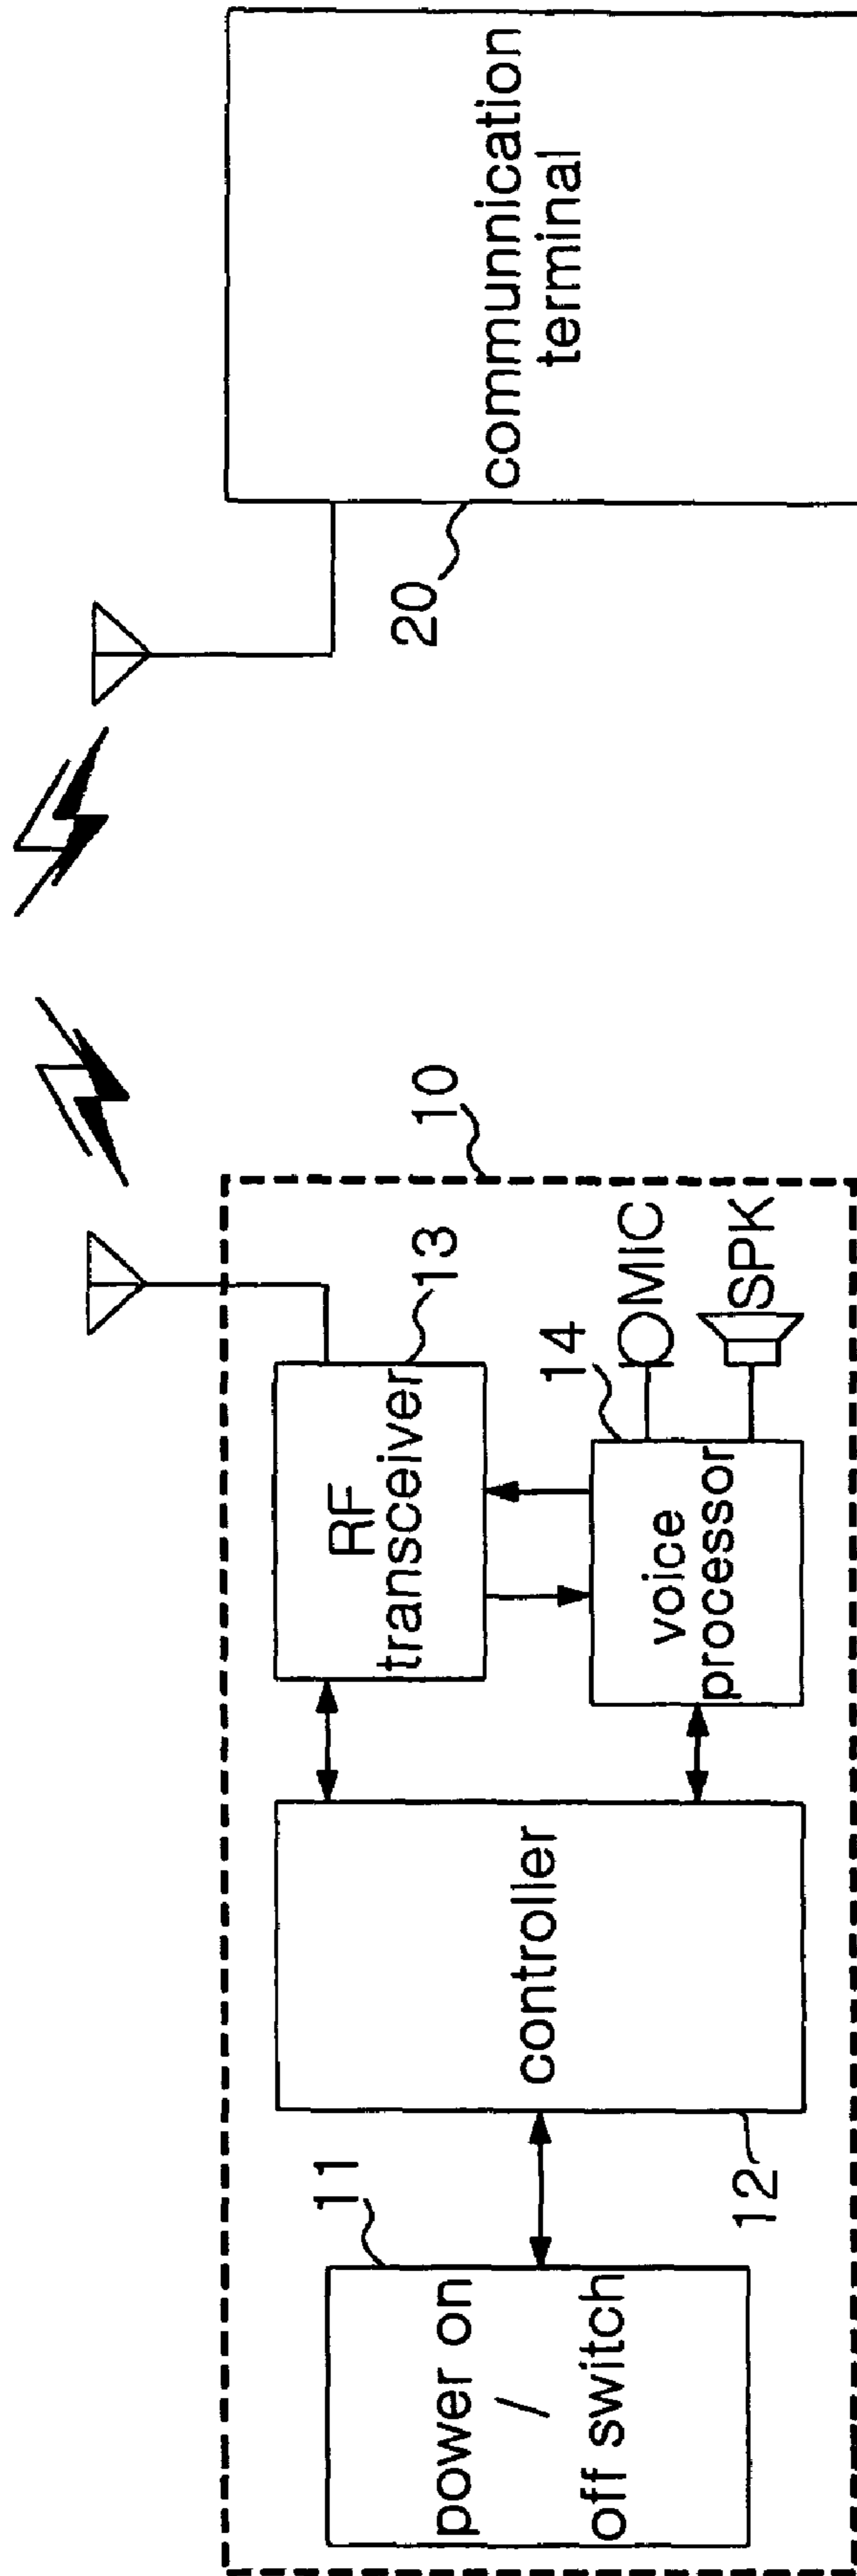 10
11
power on
/
off switch
controller
12
RF
transceiver
13
voice
processor
14
MIC
SPK
communnication
terminal
20